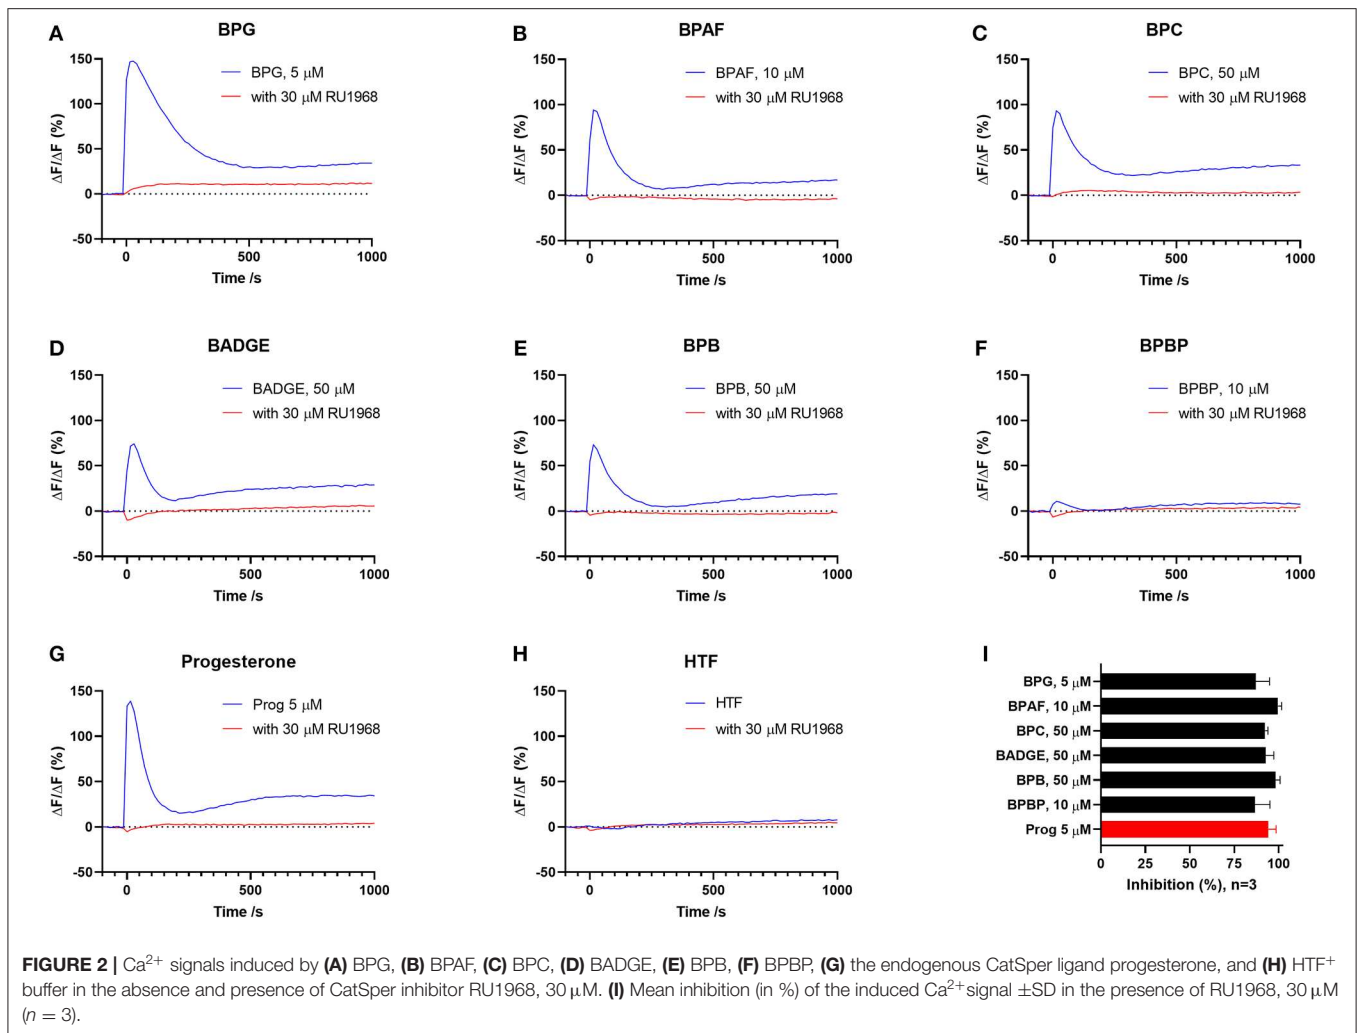 A
BPG
150
100
50
0
-50
ΔF/ΔF (%)
BPG, 5 μM
with 30 μM RU1968
0
500
1000
Time /s
B
BPAF
150
100
50
0
-50
ΔF/ΔF (%)
BPAF, 10 μM
with 30 μM RU1968
0
500
1000
Time /s
C
BPC
150
100
50
0
-50
ΔF/ΔF (%)
BPC, 50 μM
with 30 μM RU1968
0
500
1000
Time /s
D
BADGE
150
100
50
0
-50
ΔF/ΔF (%)
BADGE, 50 μM
with 30 μM RU1968
0
500
1000
Time /s
E
BPB
150
100
50
0
-50
ΔF/ΔF (%)
BPB, 50 μM
with 30 μM RU1968
0
500
1000
Time /s
F
BPBP
150
100
50
0
-50
ΔF/ΔF (%)
BPBP, 10 μM
with 30 μM RU1968
0
500
1000
Time /s
G
Progesterone
150
100
50
0
-50
ΔF/ΔF (%)
Prog 5 μM
with 30 μM RU1968
0
500
1000
Time /s
H
HTF
150
100
50
0
-50
ΔF/ΔF (%)
HTF
with 30 μM RU1968
0
500
1000
Time /s
I
BPG, 5 μM
BPAF, 10 μM
BPC, 50 μM
BADGE, 50 μM
BPB, 50 μM
BPBP, 10 μM
Prog 5 μM
0 25 50 75 100
Inhibition (%), n=3
FIGURE 2 | Ca²⁺ signals induced by (A) BPG, (B) BPAF, (C) BPC, (D) BADGE, (E) BPB, (F) BPBP, (G) the endogenous CatSper ligand progesterone, and (H) HTF⁺
buffer in the absence and presence of CatSper inhibitor RU1968, 30 μM. (I) Mean inhibition (in %) of the induced Ca²⁺signal ±SD in the presence of RU1968, 30 μM
(n = 3).